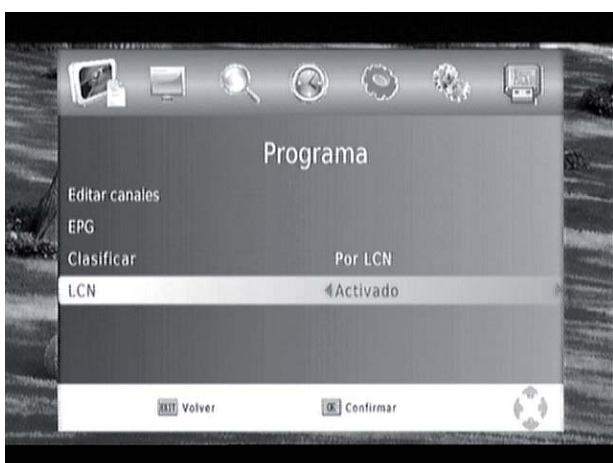 Programa
Editar canales
EPG
Clasificar Por LCN
LCN Activado
EXIT Volver OK Confirmar